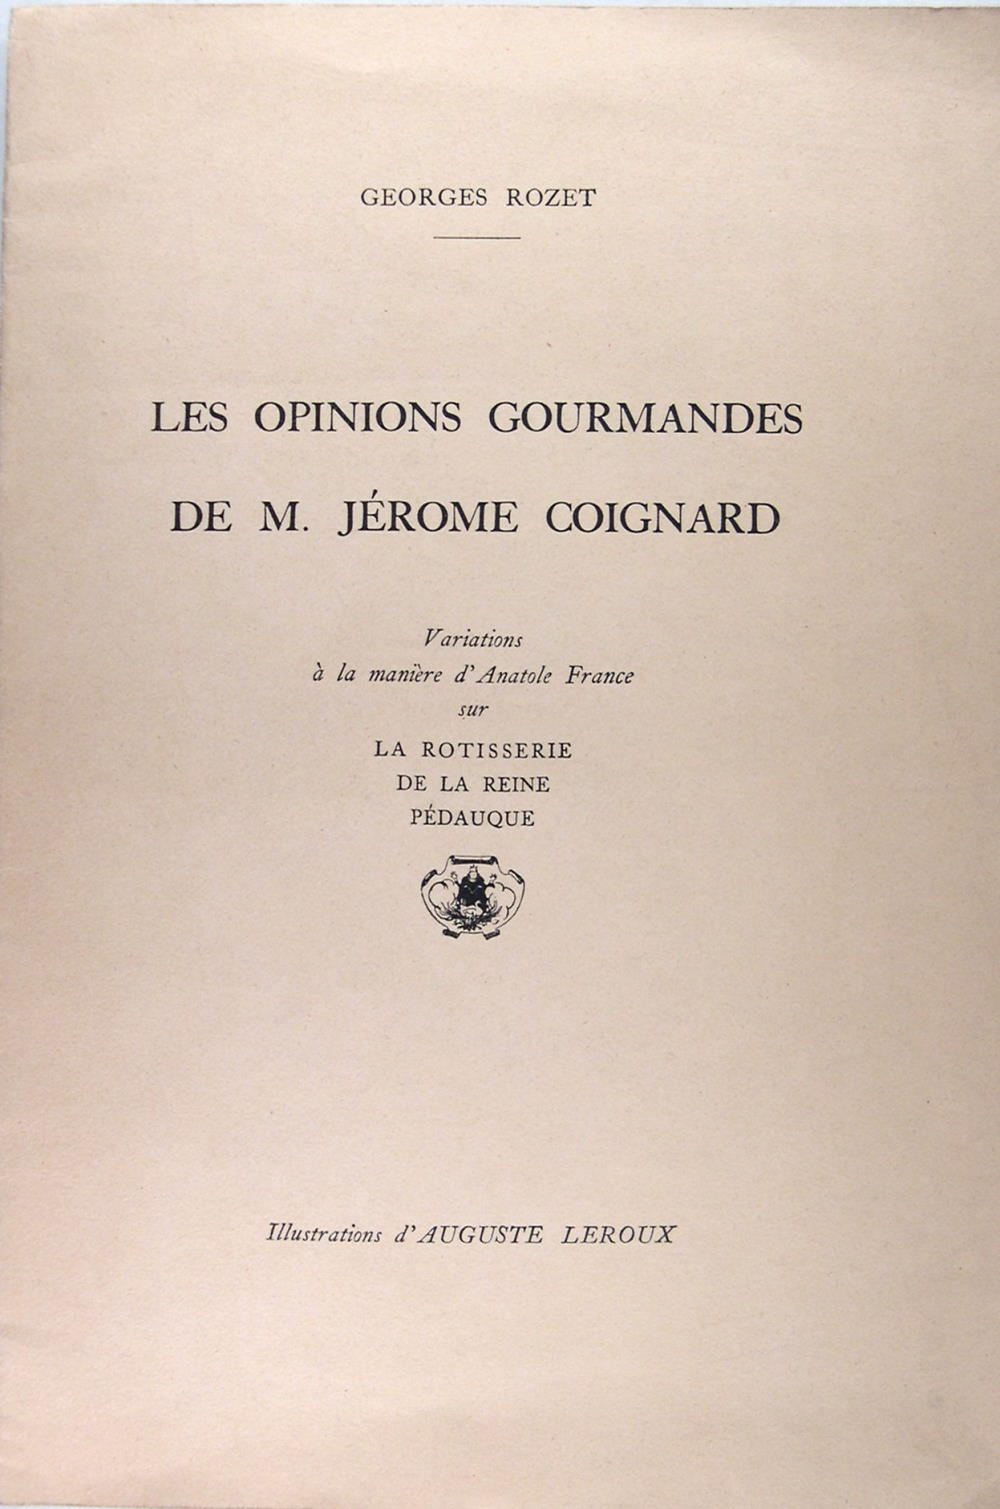 GEORGES ROZET
LES OPINIONS GOURMANDES
DE M. JÉROME COIGNARD
Variations
à la manière d'Anatole France
sur
LA ROTISSERIE
DE LA REINE
PÉDAUQUE
Illustrations d'AUGUSTE LEROUX